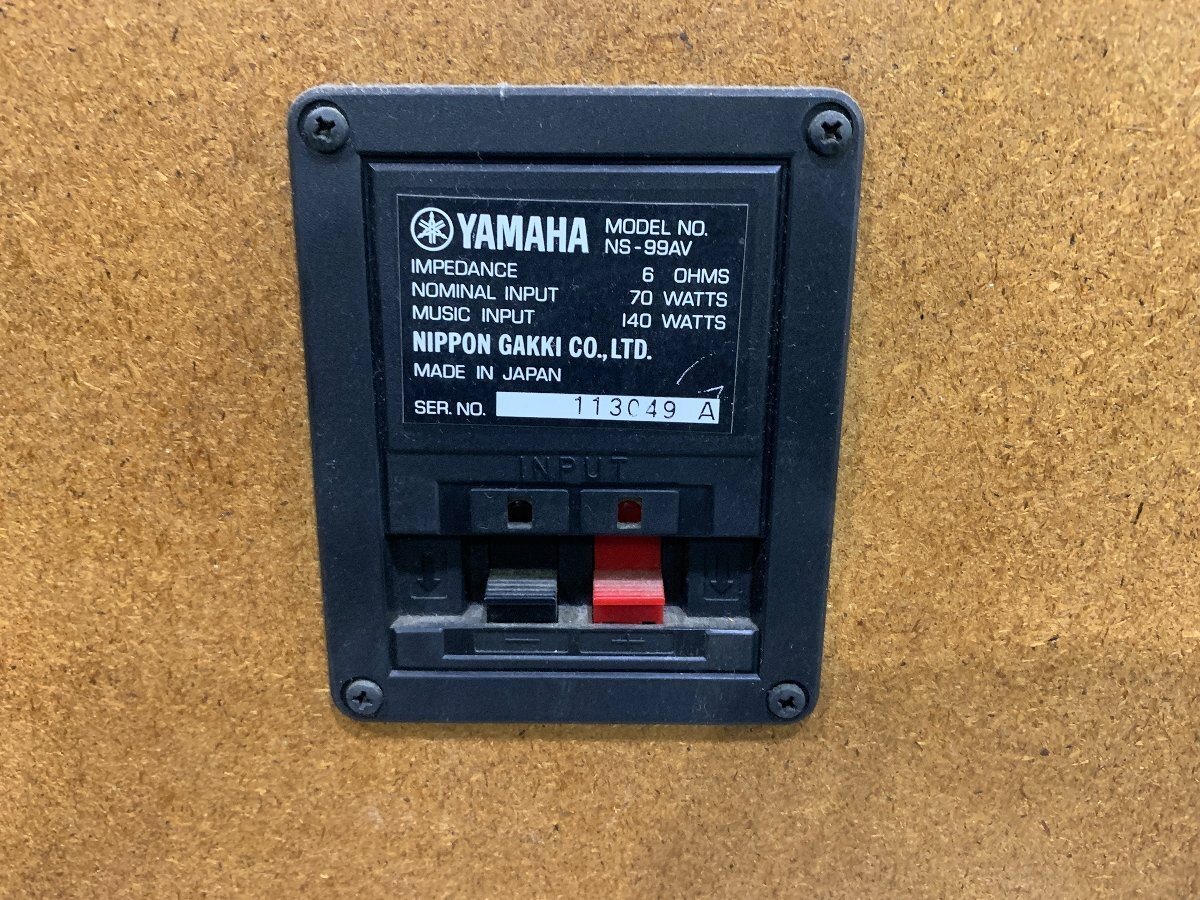 YAMAHA MODEL NO.
NS-99AV
IMPEDANCE 6 OHMS
NOMINAL INPUT 70 WATTS
MUSIC INPUT 140 WATTS
NIPPON GAKKI CO., LTD.
MADE IN JAPAN
SER. NO. 113049 A
INPUT
− +